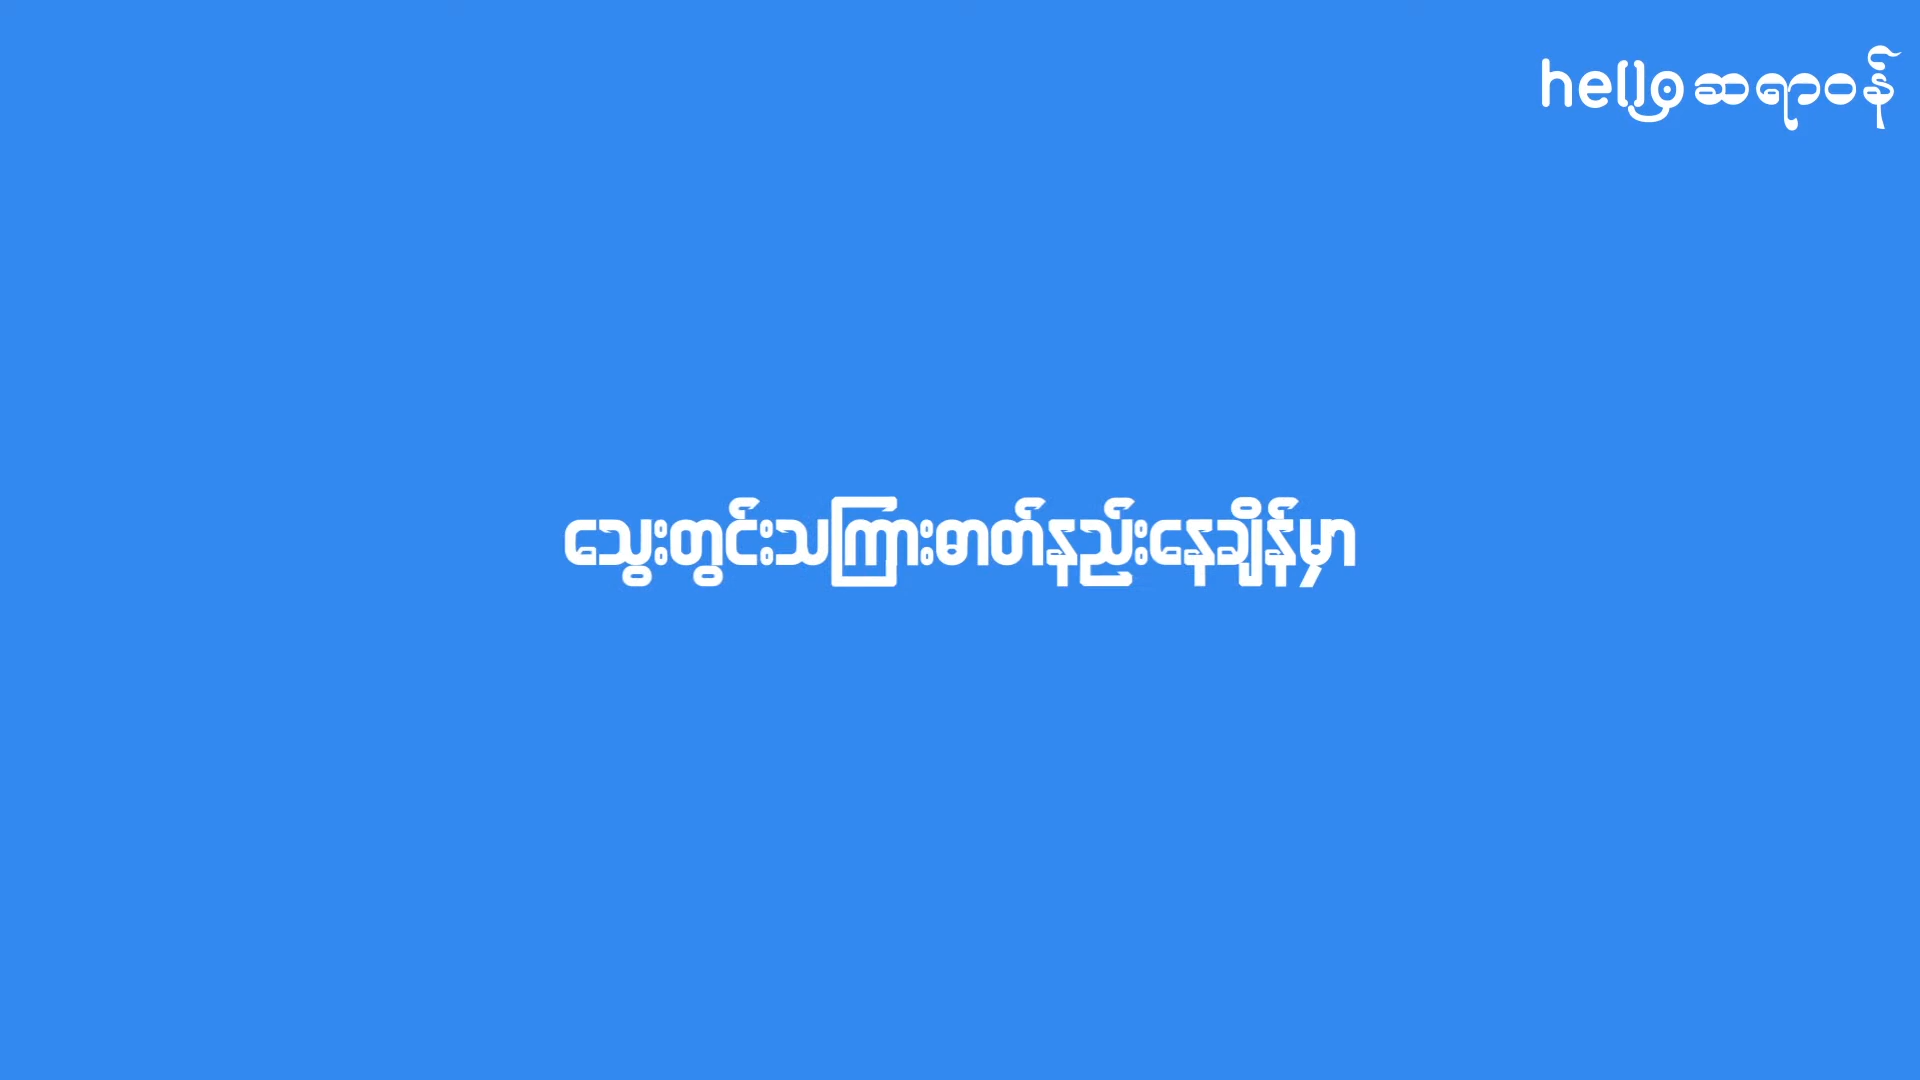 hello ဆရာဝန်
သွေးတွင်းသကြားဓာတ်နည်းနေချိန်မှာ